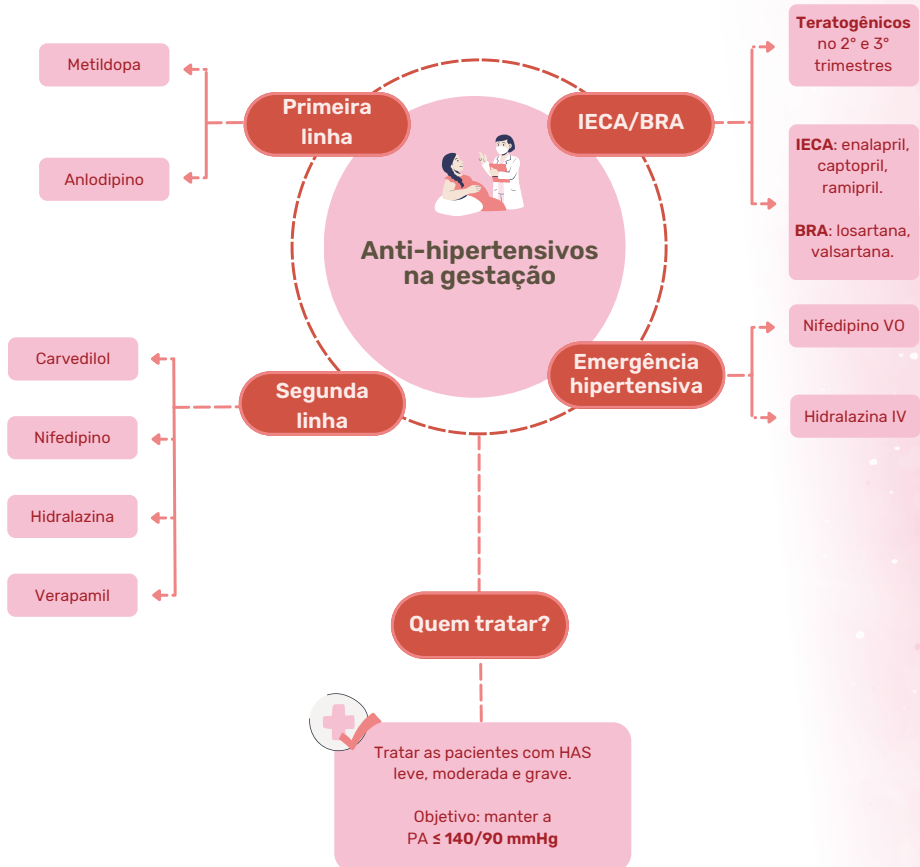 Anti-hipertensivos
na gestação
Primeira
linha
Metildopa
Anlodipino
IECA/BRA
Teratogênicos
no 2° e 3°
trimestres
IECA: enalapril,
captopril,
ramipril.
BRA: losartana,
valsartana.
Segunda
linha
Carvedilol
Nifedipino
Hidralazina
Verapamil
Emergência
hipertensiva
Nifedipino VO
Hidralazina IV
Quem tratar?
Tratar as pacientes com HAS
leve, moderada e grave.
Objetivo: manter a
PA ≤ 140/90 mmHg